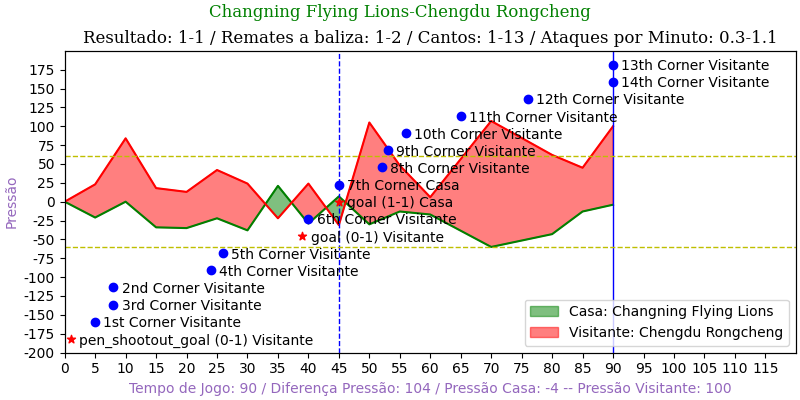 Changning Flying Lions-Chengdu Rongcheng
Resultado: 1-1 / Remates a baliza: 1-2 / Cantos: 1-13 / Ataques por Minuto: 0.3-1.1
Pressão
175
150
125
100
75
50
25
0
-25
-50
-75
-100
-125
-150
-175
-200
13th Corner Visitante
14th Corner Visitante
12th Corner Visitante
11th Corner Visitante
10th Corner Visitante
9th Corner Visitante
8th Corner Visitante
7th Corner Casa
goal (1-1) Casa
6th Corner Visitante
goal (0-1) Visitante
5th Corner Visitante
4th Corner Visitante
2nd Corner Visitante
3rd Corner Visitante
1st Corner Visitante
pen_shootout_goal (0-1) Visitante
Casa: Changning Flying Lions
Visitante: Chengdu Rongcheng
0 5 10 15 20 25 30 35 40 45 50 55 60 65 70 75 80 85 90 95 100 105 110 115
Tempo de Jogo: 90 / Diferença Pressão: 104 / Pressão Casa: -4 -- Pressão Visitante: 100